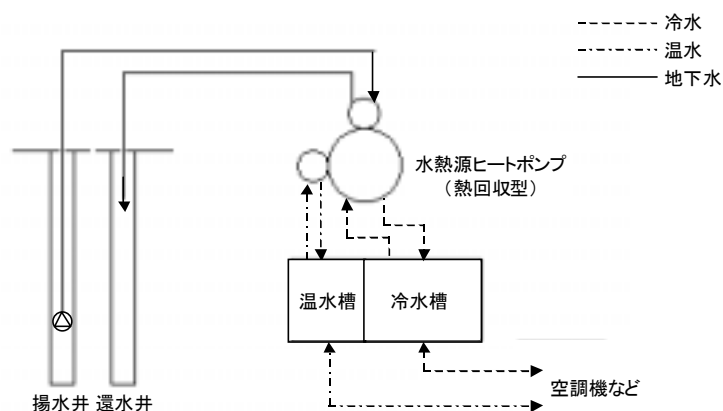 冷水
温水
地下水
水熱源ヒートポンプ
（熱回収型）
温水槽
冷水槽
空調機など
揚水井
還水井